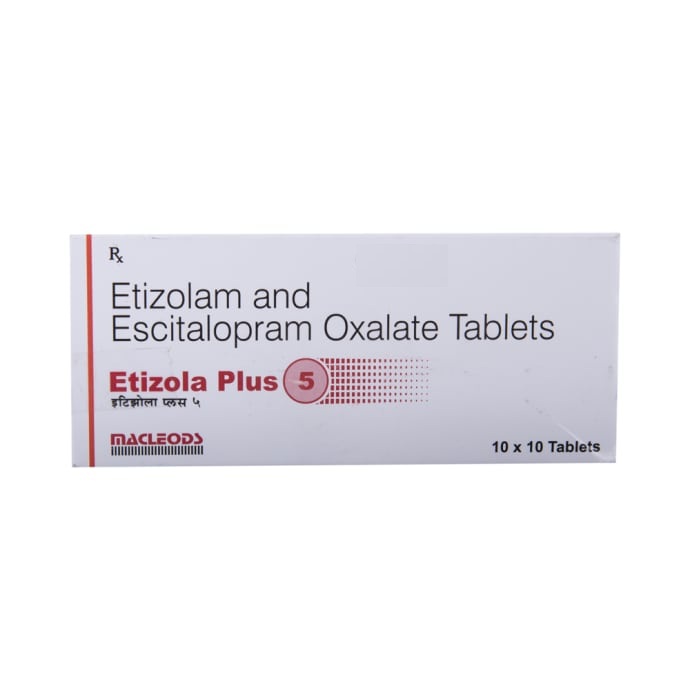 Rx
Etizolam and
Escitalopram Oxalate Tablets
Etizola Plus 5
इटिझोला प्लस ५
MACLEODS
10 x 10 Tablets